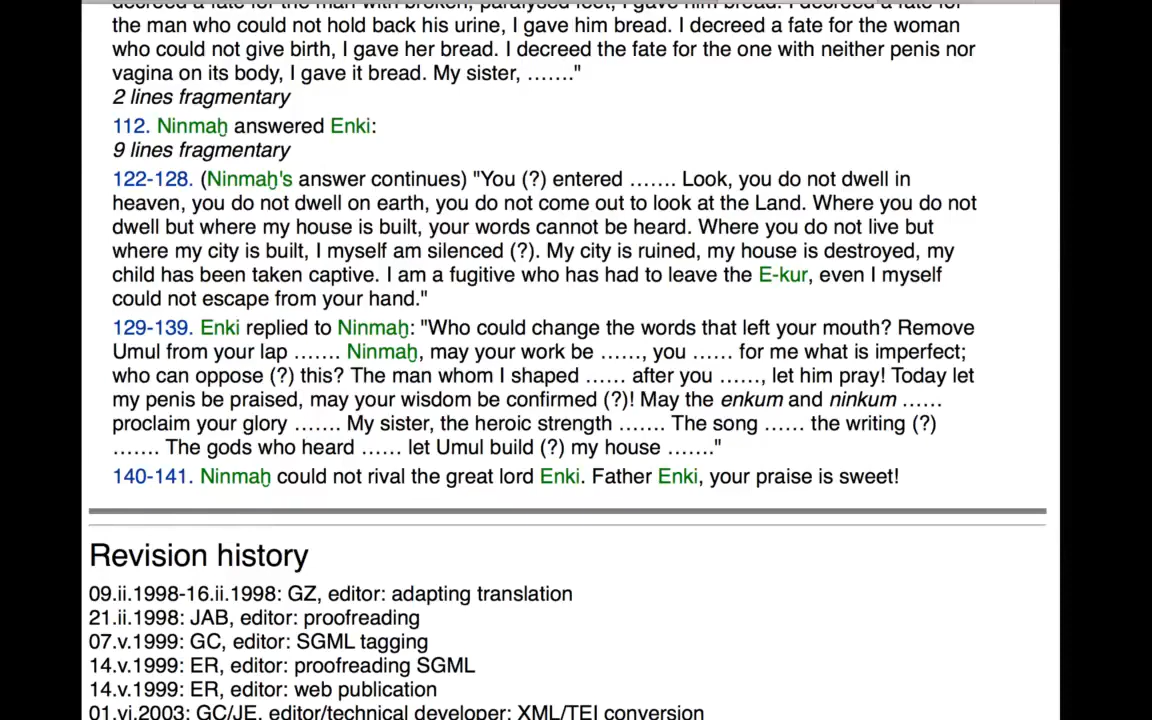 decreed a fate for the man with broken, paralysed feet, I gave him bread. I decreed a fate for
the man who could not hold back his urine, I gave him bread. I decreed a fate for the woman
who could not give birth, I gave her bread. I decreed the fate for the one with neither penis nor
vagina on its body, I gave it bread. My sister, ......."
2 lines fragmentary
112. Ninmaḫ answered Enki:
9 lines fragmentary
122-128. (Ninmaḫ's answer continues) "You (?) entered ....... Look, you do not dwell in
heaven, you do not dwell on earth, you do not come out to look at the Land. Where you do not
dwell but where my house is built, your words cannot be heard. Where you do not live but
where my city is built, I myself am silenced (?). My city is ruined, my house is destroyed, my
child has been taken captive. I am a fugitive who has had to leave the E-kur, even I myself
could not escape from your hand."
129-139. Enki replied to Ninmaḫ: "Who could change the words that left your mouth? Remove
Umul from your lap ....... Ninmaḫ, may your work be ......, you ...... for me what is imperfect;
who can oppose (?) this? The man whom I shaped ...... after you ......, let him pray! Today let
my penis be praised, may your wisdom be confirmed (?)! May the enkum and ninkum ......
proclaim your glory ....... My sister, the heroic strength ....... The song ...... the writing (?)
....... The gods who heard ...... let Umul build (?) my house ......."
140-141. Ninmaḫ could not rival the great lord Enki. Father Enki, your praise is sweet!
Revision history
09.ii.1998-16.ii.1998: GZ, editor: adapting translation
21.ii.1998: JAB, editor: proofreading
07.v.1999: GC, editor: SGML tagging
14.v.1999: ER, editor: proofreading SGML
14.v.1999: ER, editor: web publication
01.vi.2003: GC/JE, editor/technical developer: XML/TEI conversion